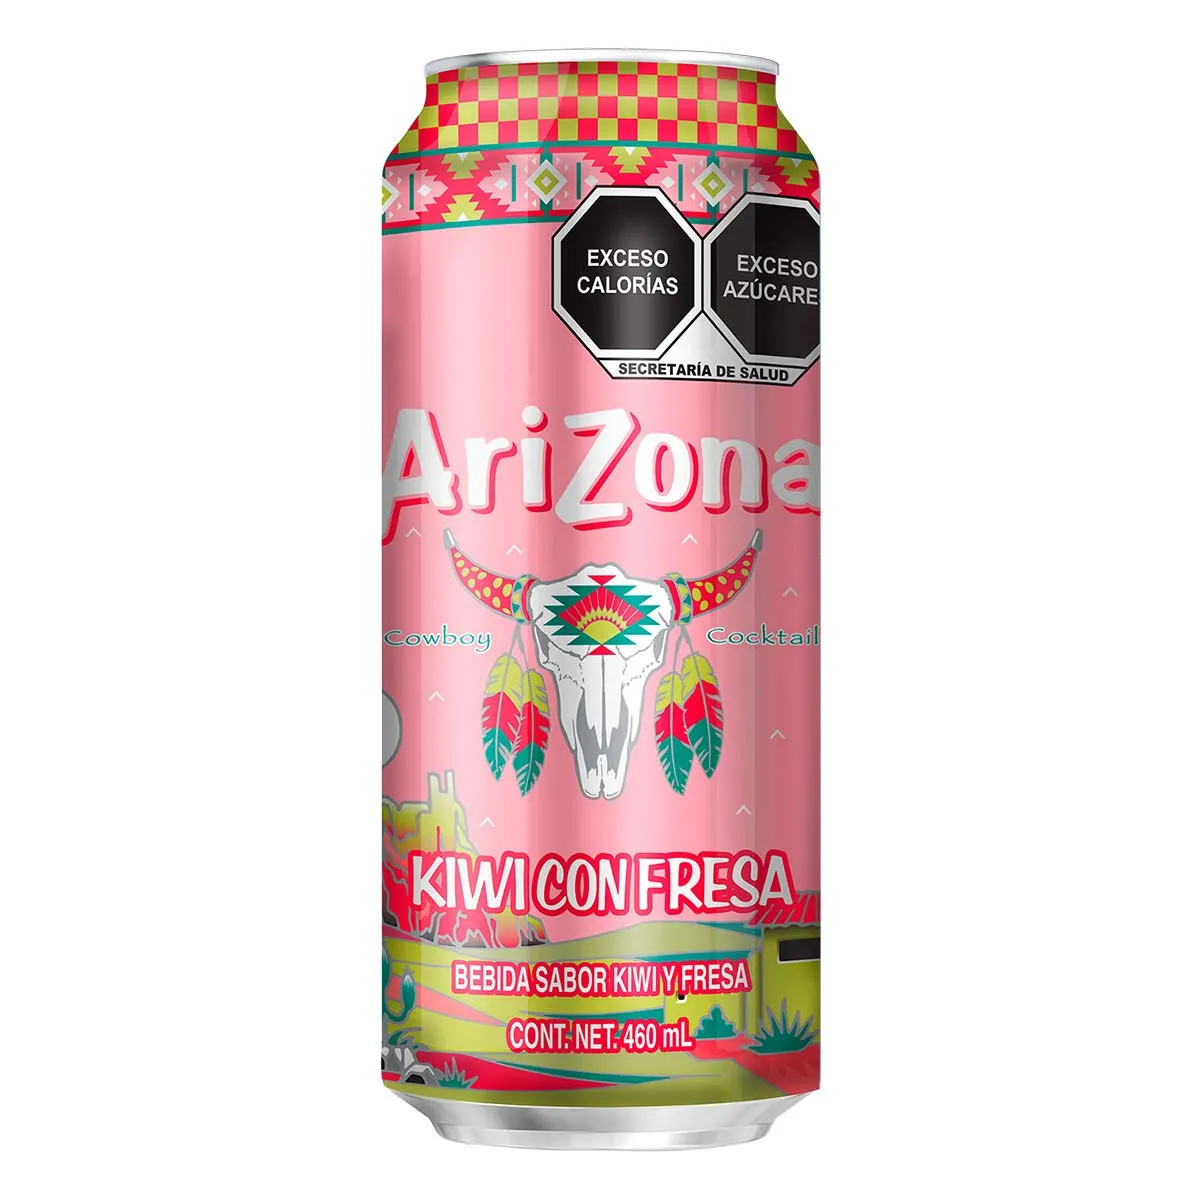 EXCESO
CALORÍAS
EXCESO
AZÚCARE
SECRETARÍA DE SALUD
AriZona
Cowboy Cocktail
KIWI CON FRESA
BEBIDA SABOR KIWI Y FRESA
CONT. NET. 460 mL